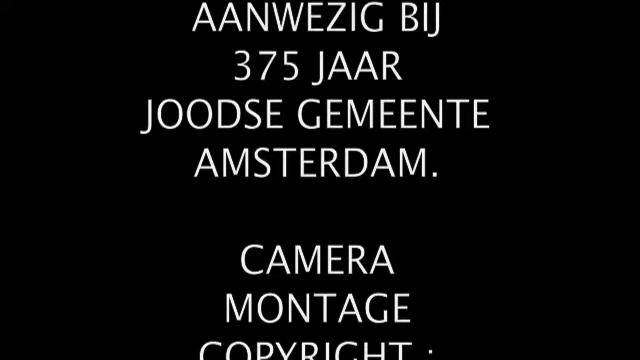 AANWEZIG BIJ
375 JAAR
JOODSE GEMEENTE
AMSTERDAM.
CAMERA
MONTAGE
COPYRIGHT :